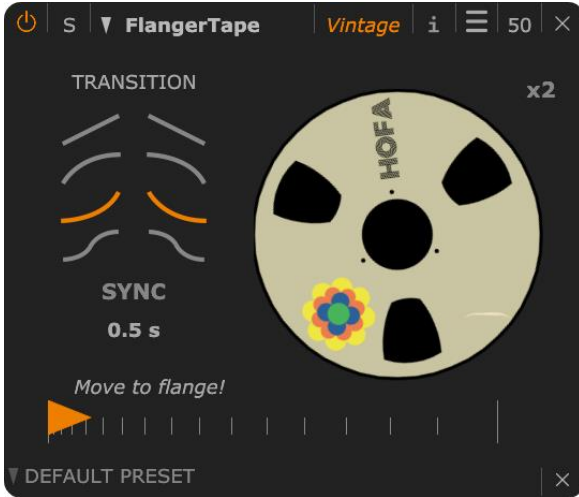 S FlangerTape Vintage i 50 ×
TRANSITION
x2
HOFA
SYNC
0.5 s
Move to flange!
DEFAULT PRESET ×